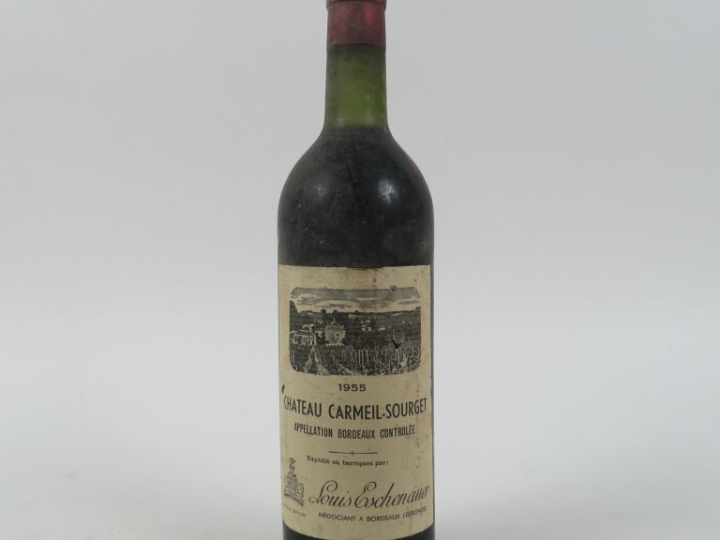 1955
CHATEAU CARMEIL-SOURGET
APPELLATION BORDEAUX CONTROLÉE
Expédié en barriques par:
Louis Eschenauer
NÉGOCIANT A BORDEAUX (GIRONDE)